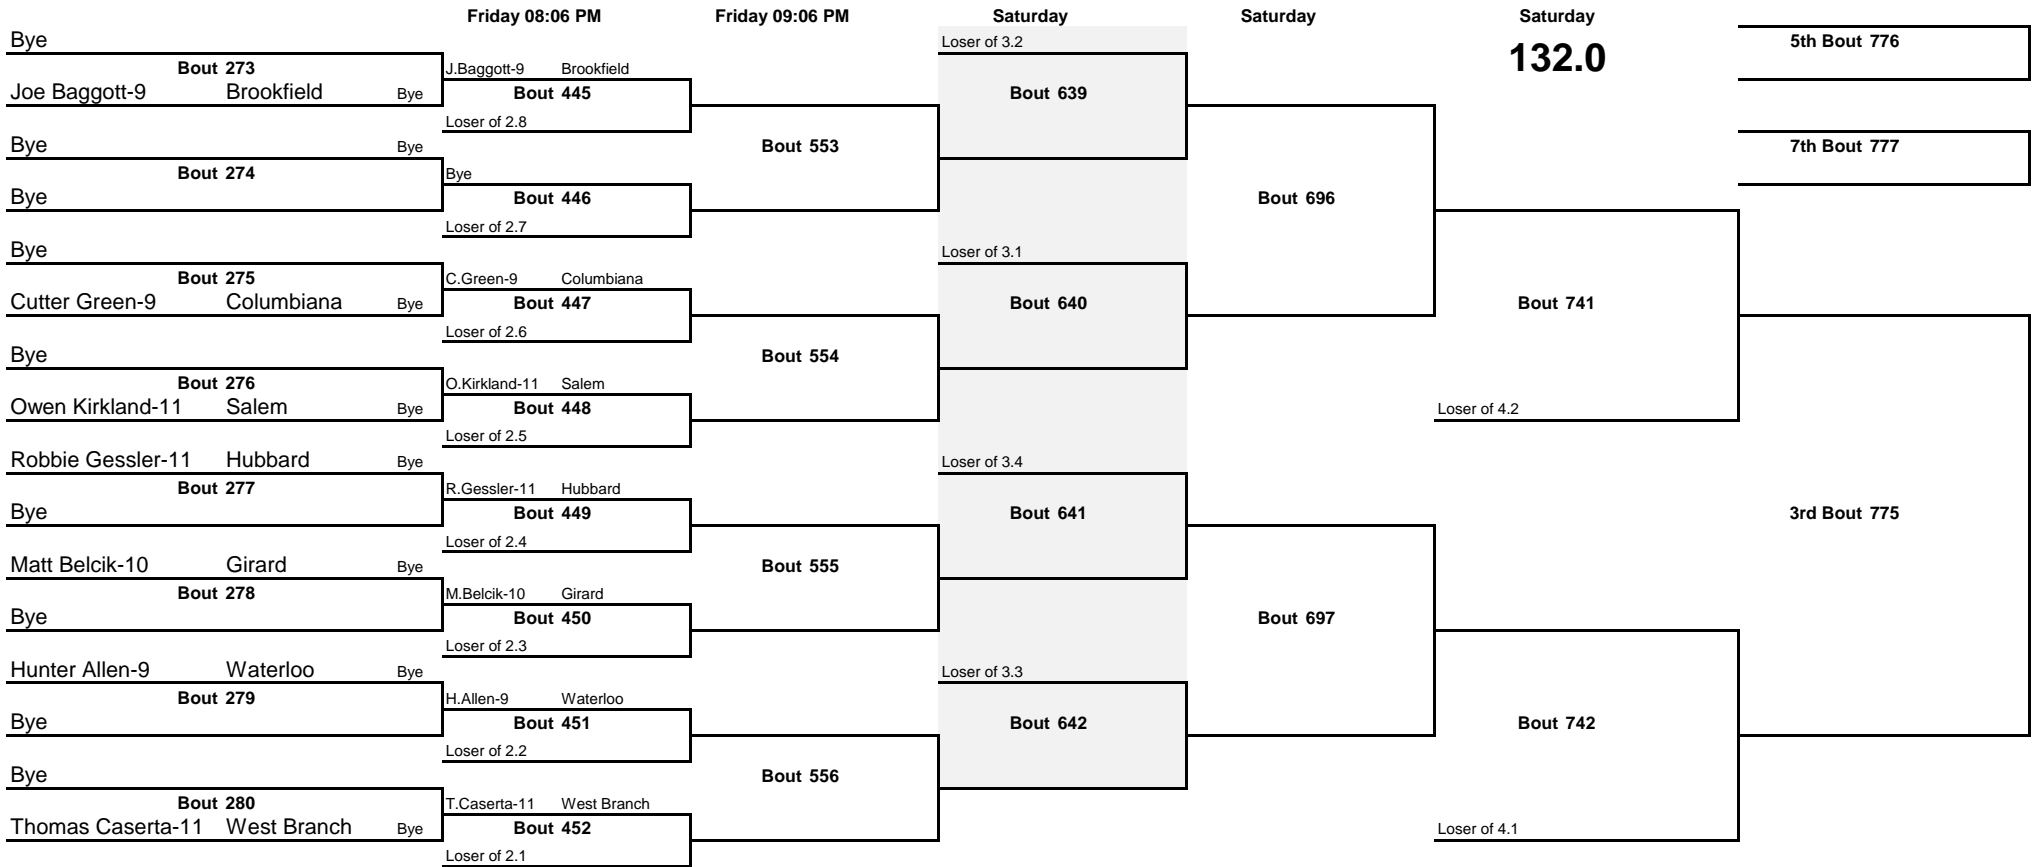 Friday 08:06 PM Friday 09:06 PM Saturday Saturday Saturday
132.0
Bye
Bout 273
Joe Baggott-9 Brookfield Bye
Bye Bye
Bout 274
Bye
Bye
Bout 275
Cutter Green-9 Columbiana Bye
Bye
Bout 276
Owen Kirkland-11 Salem Bye
Robbie Gessler-11 Hubbard Bye
Bout 277
Bye
Matt Belcik-10 Girard Bye
Bout 278
Bye
Hunter Allen-9 Waterloo Bye
Bout 279
Bye
Bye
Bout 280
Thomas Caserta-11 West Branch Bye
J.Baggott-9 Brookfield
Bout 445
Loser of 2.8
Bye
Bout 446
Loser of 2.7
C.Green-9 Columbiana
Bout 447
Loser of 2.6
O.Kirkland-11 Salem
Bout 448
Loser of 2.5
R.Gessler-11 Hubbard
Bout 449
Loser of 2.4
M.Belcik-10 Girard
Bout 450
Loser of 2.3
H.Allen-9 Waterloo
Bout 451
Loser of 2.2
T.Caserta-11 West Branch
Bout 452
Loser of 2.1
Bout 553
Bout 554
Bout 555
Bout 556
Loser of 3.2
Bout 639
Loser of 3.1
Bout 640
Loser of 3.4
Bout 641
Loser of 3.3
Bout 642
Bout 696
Bout 697
Bout 741
Loser of 4.2
Bout 742
Loser of 4.1
5th Bout 776
7th Bout 777
3rd Bout 775